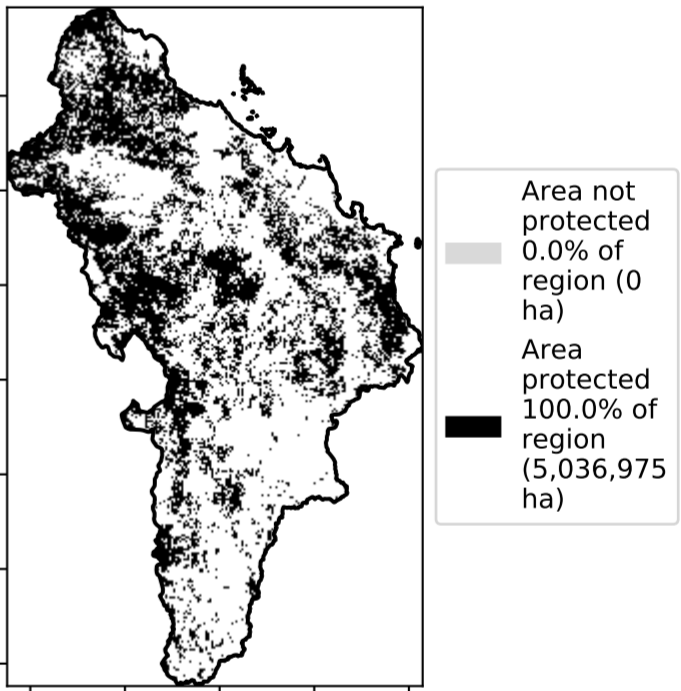 Area not
protected
0.0% of
region (0
ha)
Area
protected
100.0% of
region
(5,036,975
ha)